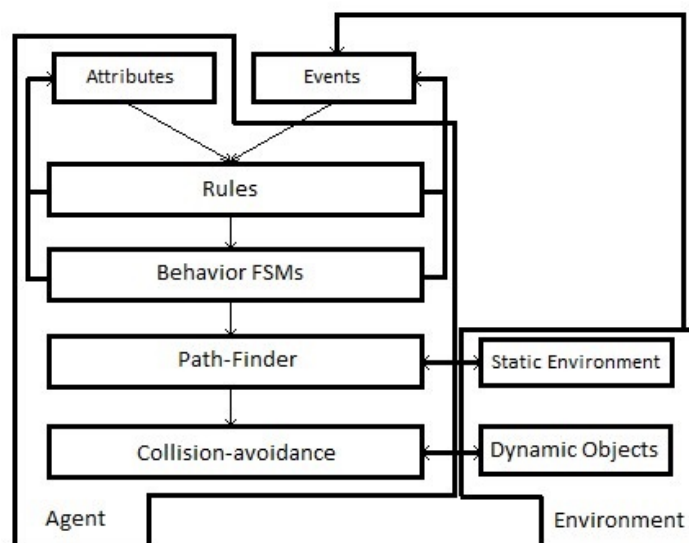 Attributes
Events
Rules
Behavior FSMs
Path-Finder
Static Environment
Collision-avoidance
Dynamic Objects
Agent
Environment